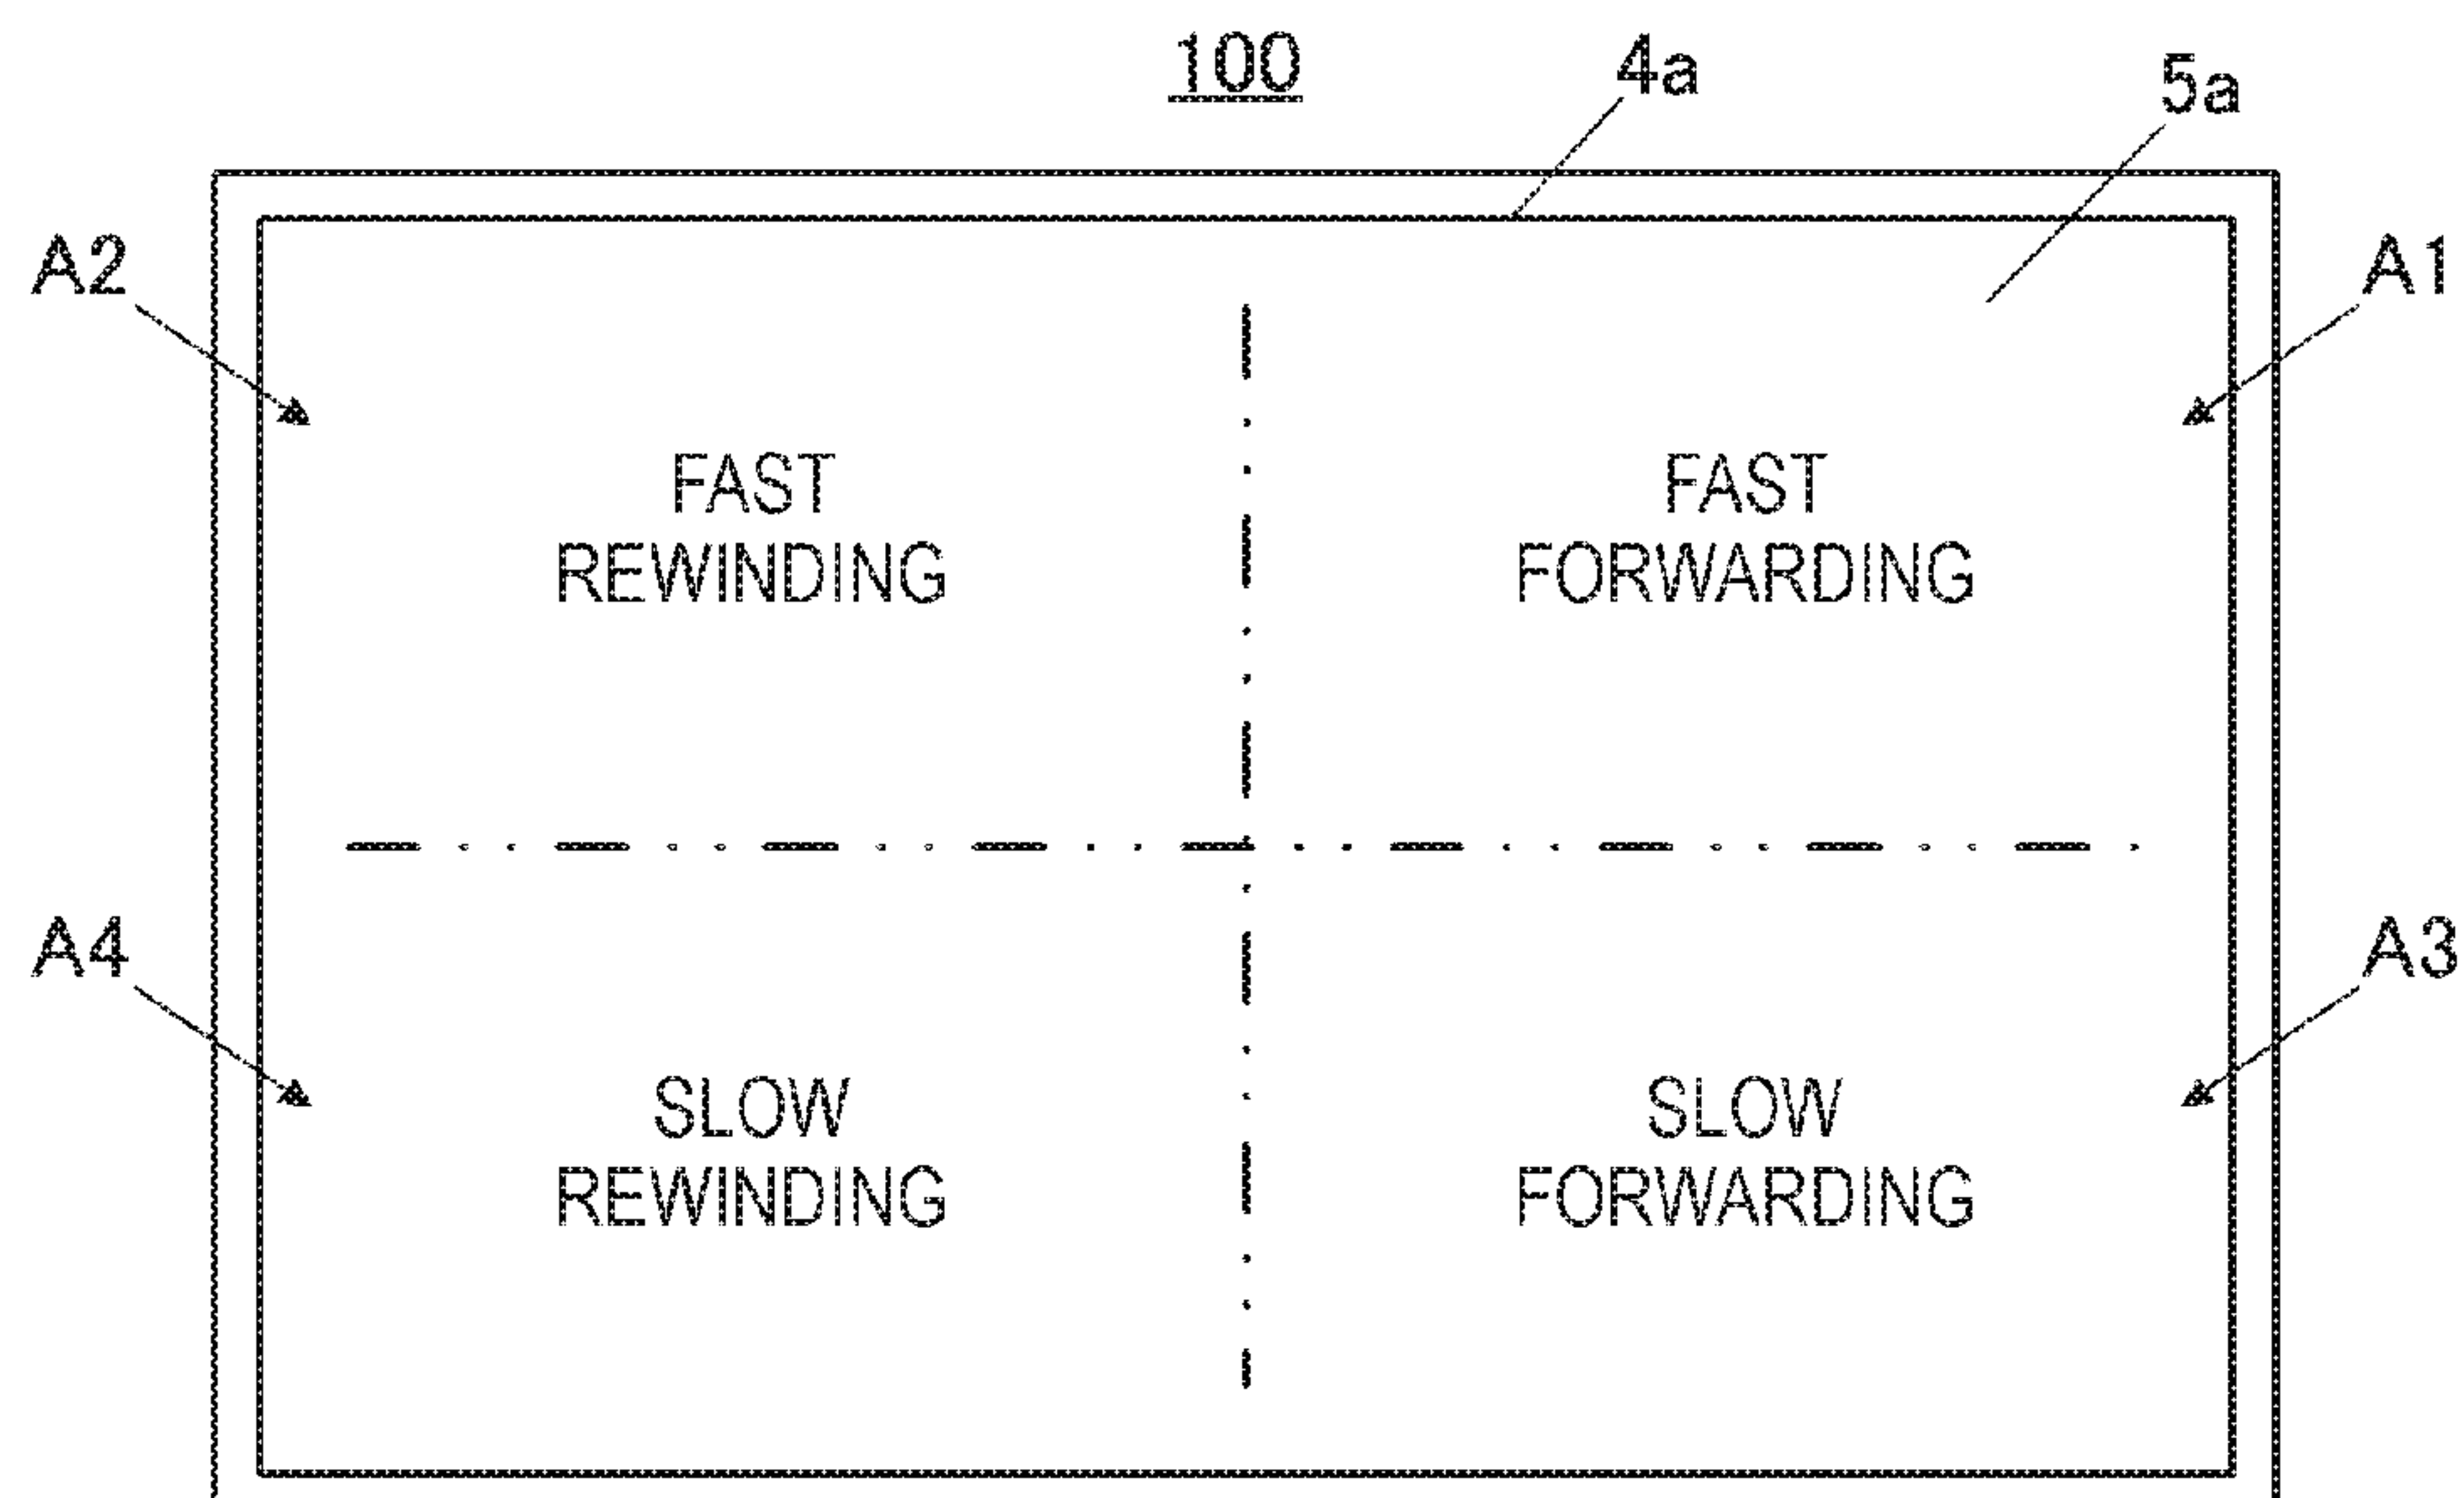 100
4a
5a
A2
A1
FAST
REWINDING
FAST
FORWARDING
A4
A3
SLOW
REWINDING
SLOW
FORWARDING